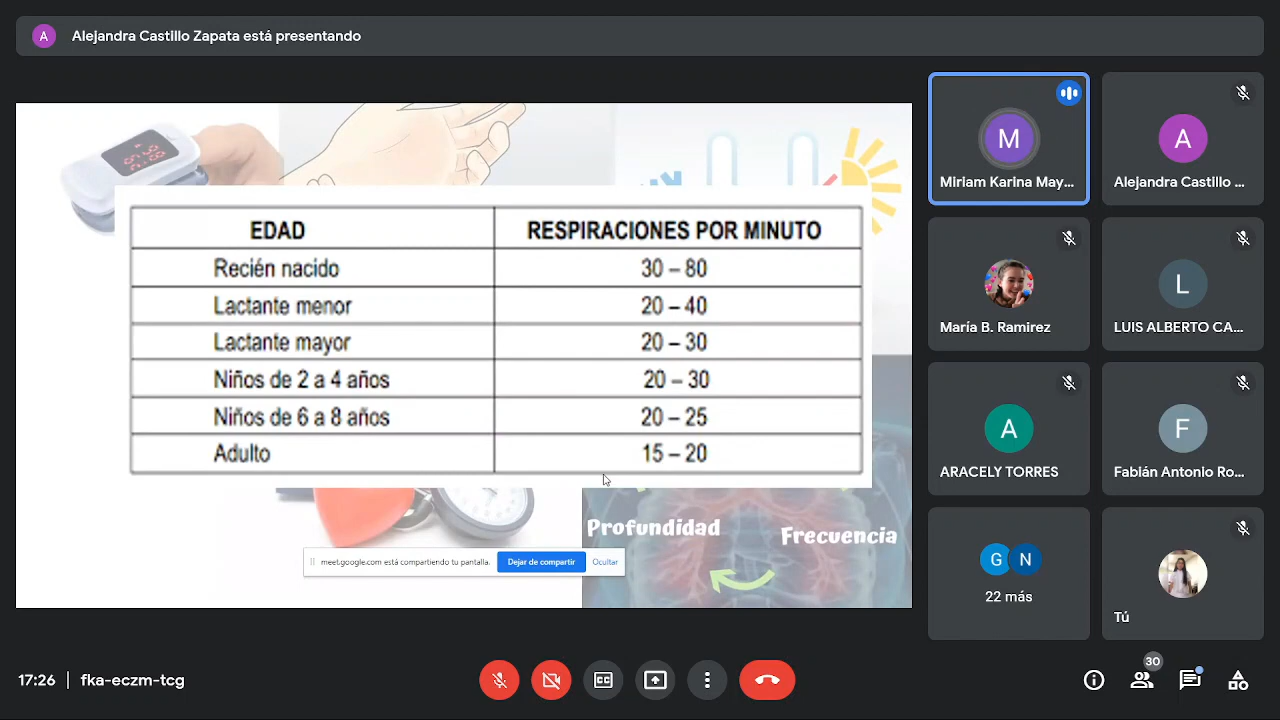 A Alejandra Castillo Zapata está presentando
EDAD RESPIRACIONES POR MINUTO
Recién nacido 30 – 80
Lactante menor 20 – 40
Lactante mayor 20 – 30
Niños de 2 a 4 años 20 – 30
Niños de 6 a 8 años 20 – 25
Adulto 15 – 20
Profundidad Frecuencia
meet.google.com está compartiendo tu pantalla. Dejar de compartir Ocultar
M
Miriam Karina May...
A
Alejandra Castillo ...
María B. Ramirez
L
LUIS ALBERTO CA...
A
ARACELY TORRES
F
Fabián Antonio Ro...
G N
22 más
Tú
17:26 | fka-eczm-tcg
30